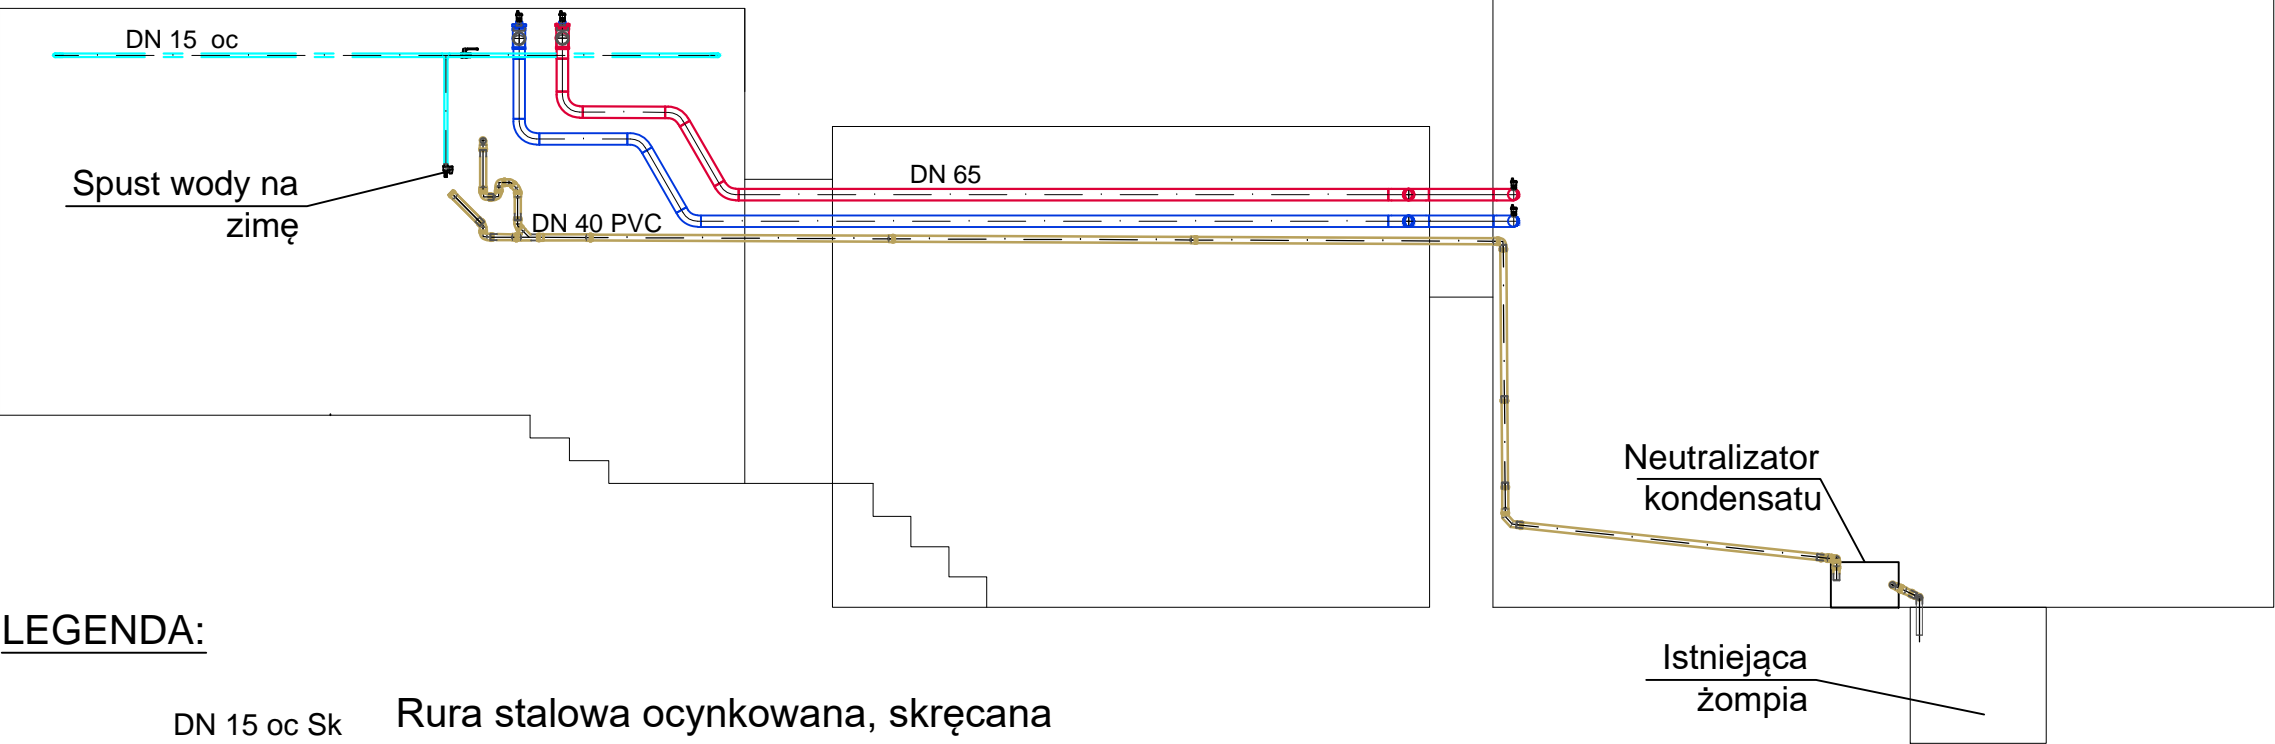 DN 15 oc
Spust wody na
zimę
DN 65
DN 40 PVC
Neutralizator
kondensatu
LEGENDA:
Istniejąca
żompia
DN 15 oc Sk
Rura stalowa ocynkowana, skręcana